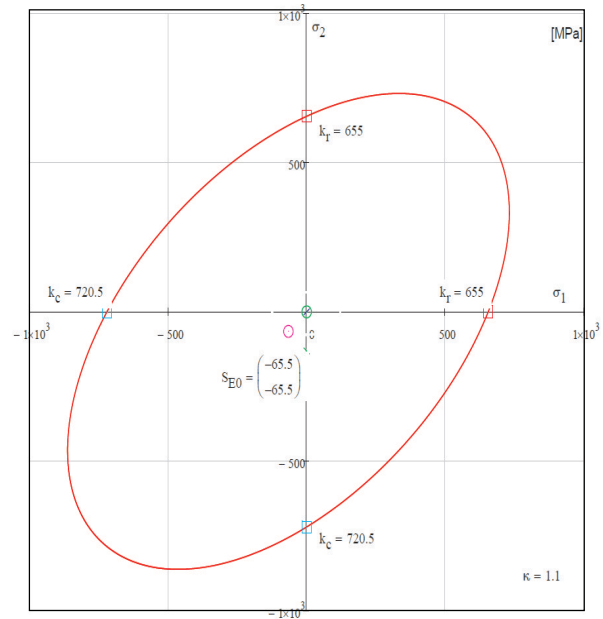 1×10³
σ₂
[MPa]
k_r = 655
500
k_c = 720.5
k_r = 655
σ₁
−1×10³
−500
0
500
1×10³
S_E0 = (−65.5
−65.5)
−500
k_c = 720.5
κ = 1.1
−1×10³